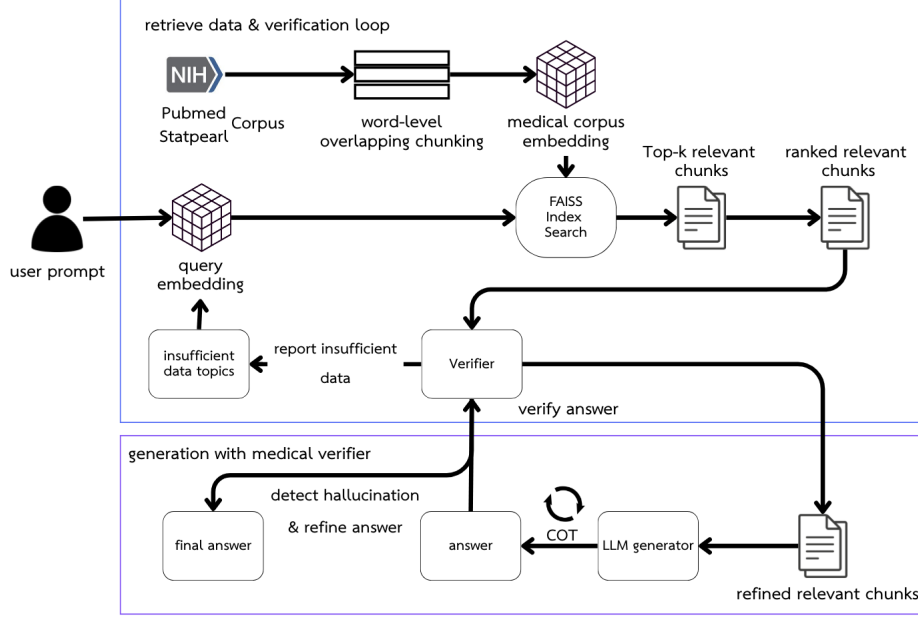 retrieve data & verification loop
NIH
Pubmed
Statpearl
Corpus
word-level
overlapping chunking
medical corpus
embedding
Top-k relevant
chunks
ranked relevant
chunks
FAISS
Index
Search
user prompt
query
embedding
insufficient
data topics
report insufficient
data
Verifier
verify answer
generation with medical verifier
detect hallucination
& refine answer
final answer
answer
COT
LLM generator
refined relevant chunks